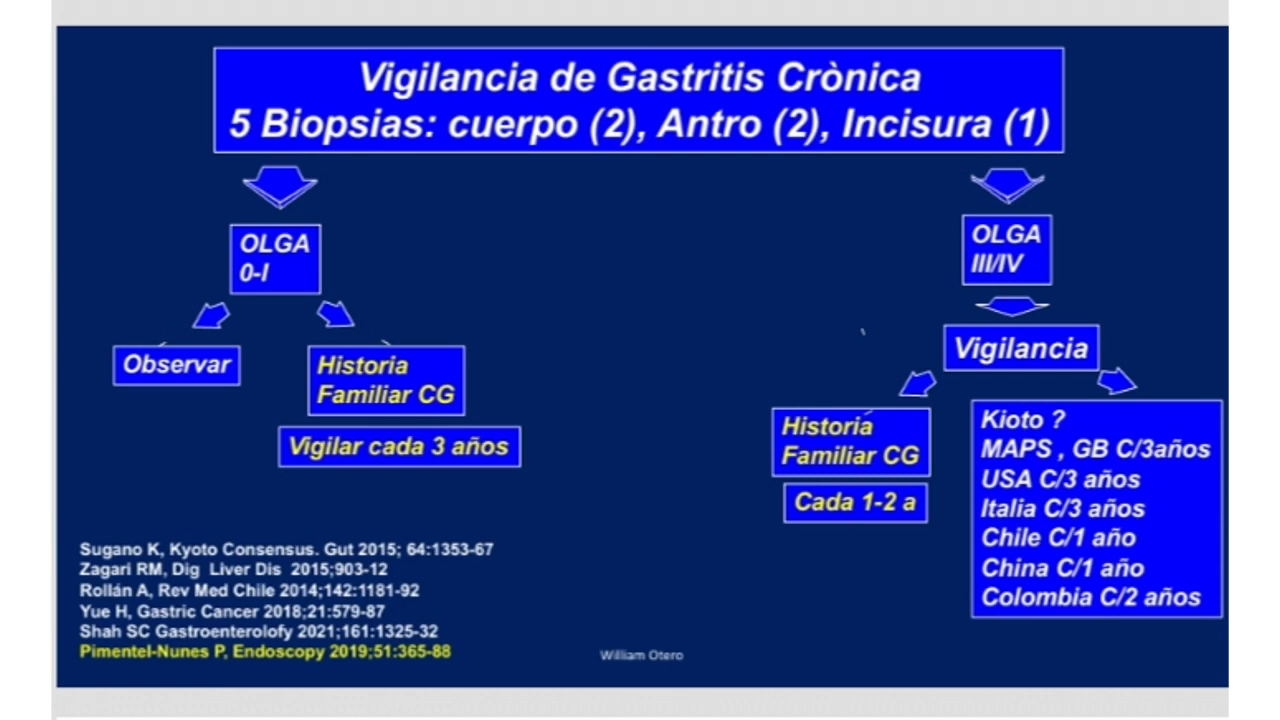 Vigilancia de Gastritis Crònica
5 Biopsias: cuerpo (2), Antro (2), Incisura (1)
OLGA
0-I
Observar
Historia
Familiar CG
Vigilar cada 3 años
OLGA
III/IV
Vigilancia
Historia
Familiar CG
Cada 1-2 a
Kioto ?
MAPS , GB C/3años
USA C/3 años
Italia C/3 años
Chile C/1 año
China C/1 año
Colombia C/2 años
Sugano K, Kyoto Consensus. Gut 2015; 64:1353-67
Zagari RM, Dig Liver Dis 2015;903-12
Rollán A, Rev Med Chile 2014;142:1181-92
Yue H, Gastric Cancer 2018;21:579-87
Shah SC Gastroenterolofy 2021;161:1325-32
Pimentel-Nunes P, Endoscopy 2019;51:365-88
William Otero